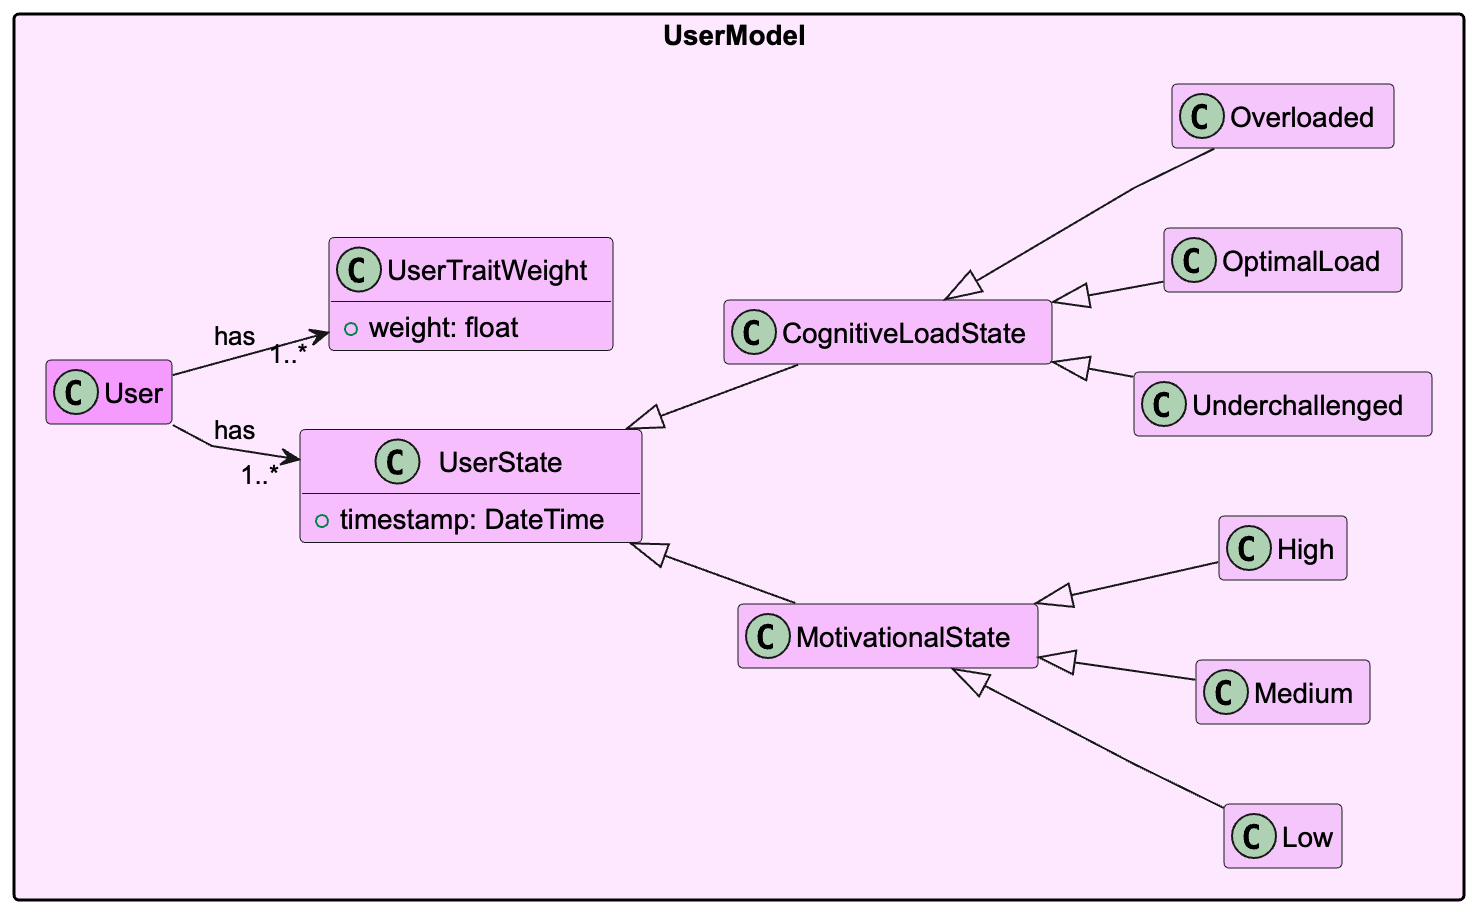 UserModel
C Overloaded
C OptimalLoad
C UserTraitWeight
weight: float
C CognitiveLoadState
has
1..*
C User
C Underchallenged
has
1..*
C UserState
timestamp: DateTime
C High
C MotivationalState
C Medium
C Low